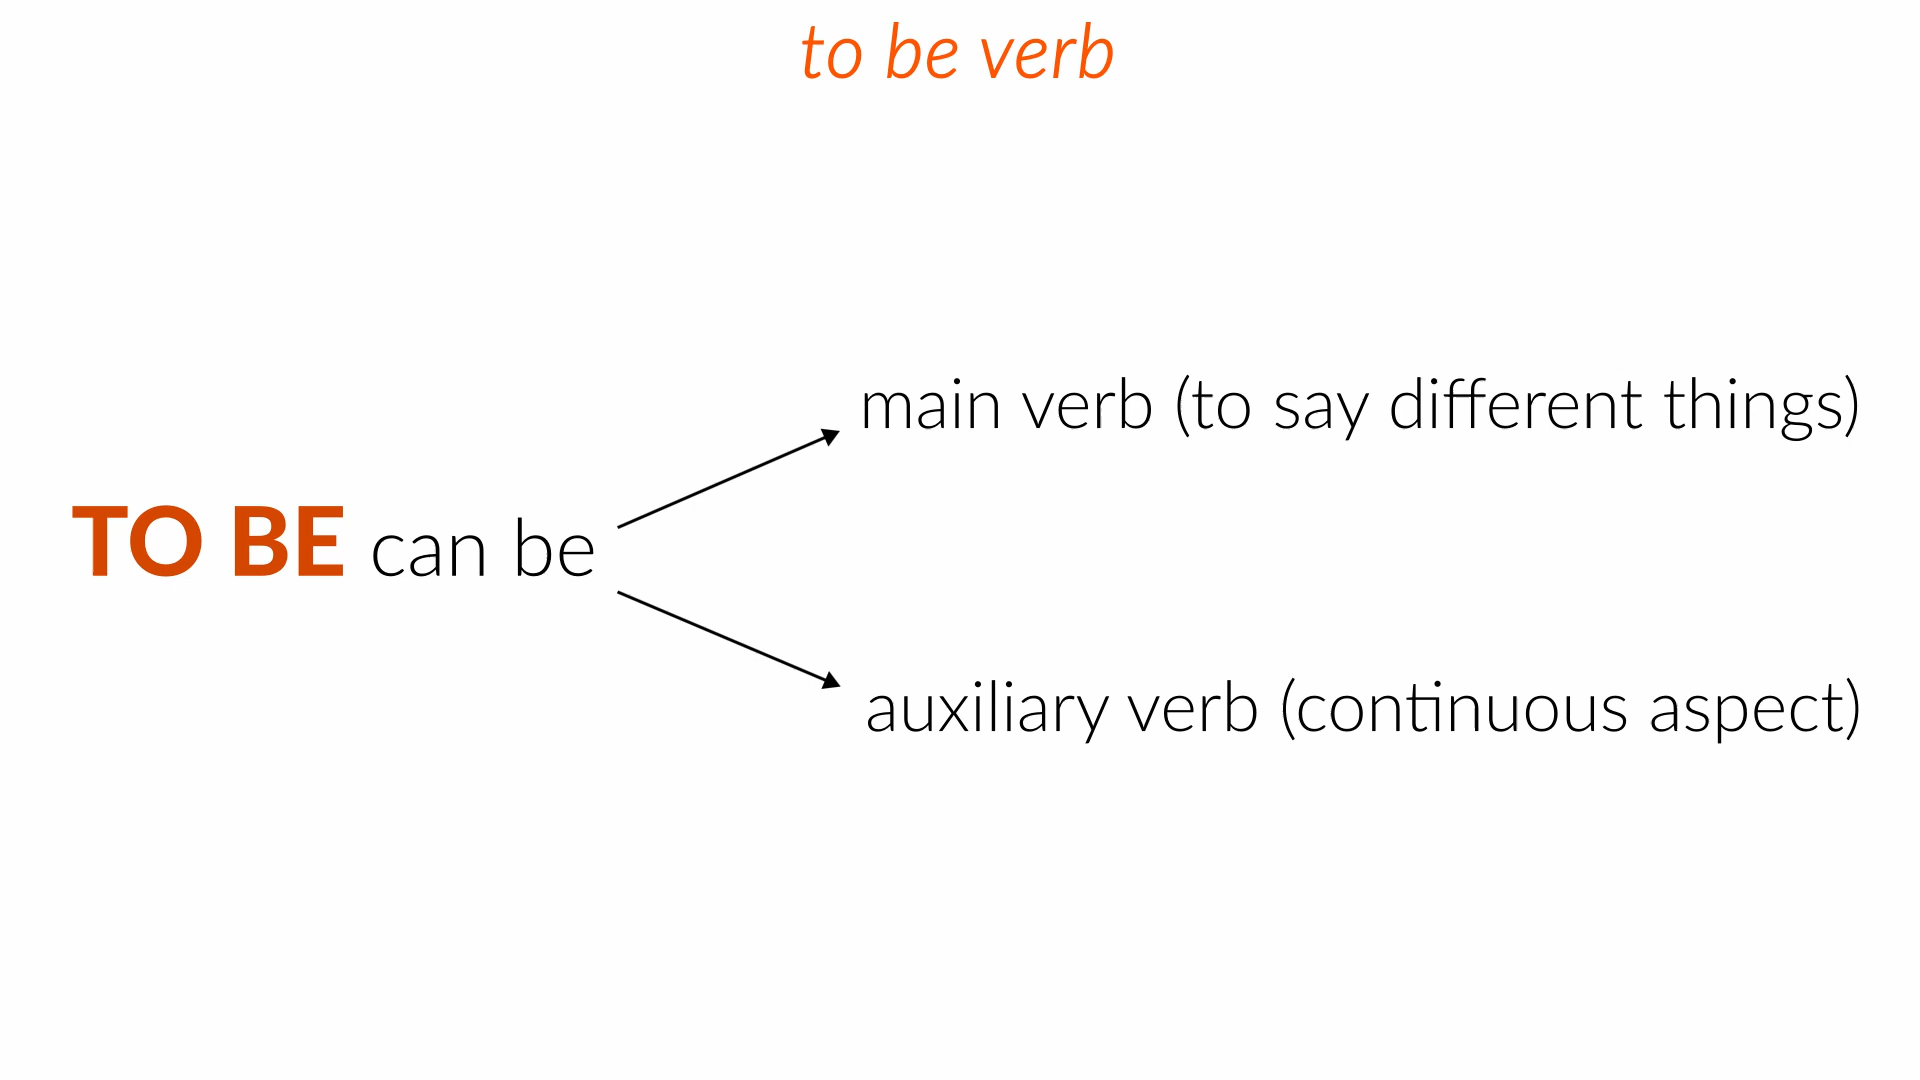 to be verb
main verb (to say different things)
TO BE can be
auxiliary verb (continuous aspect)